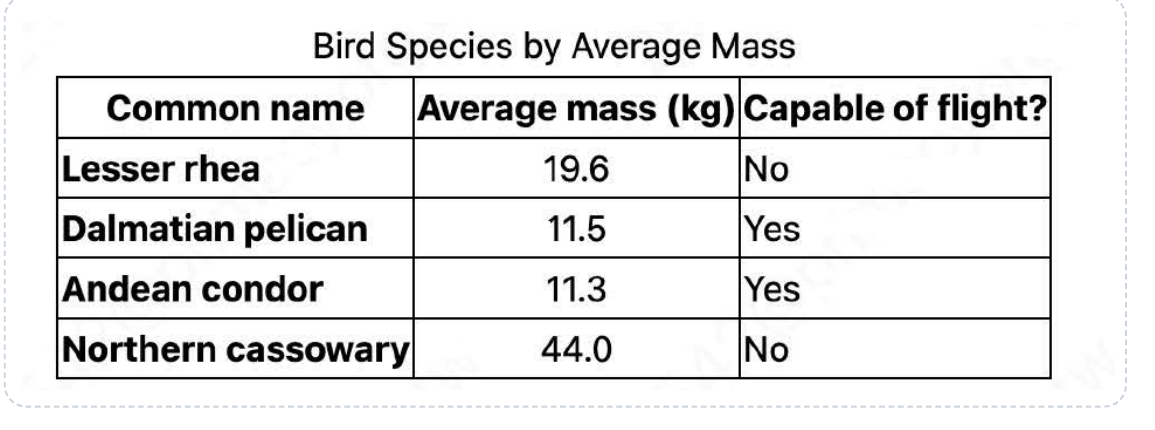 Bird Species by Average Mass
Common name Average mass (kg) Capable of flight?
Lesser rhea 19.6 No
Dalmatian pelican 11.5 Yes
Andean condor 11.3 Yes
Northern cassowary 44.0 No